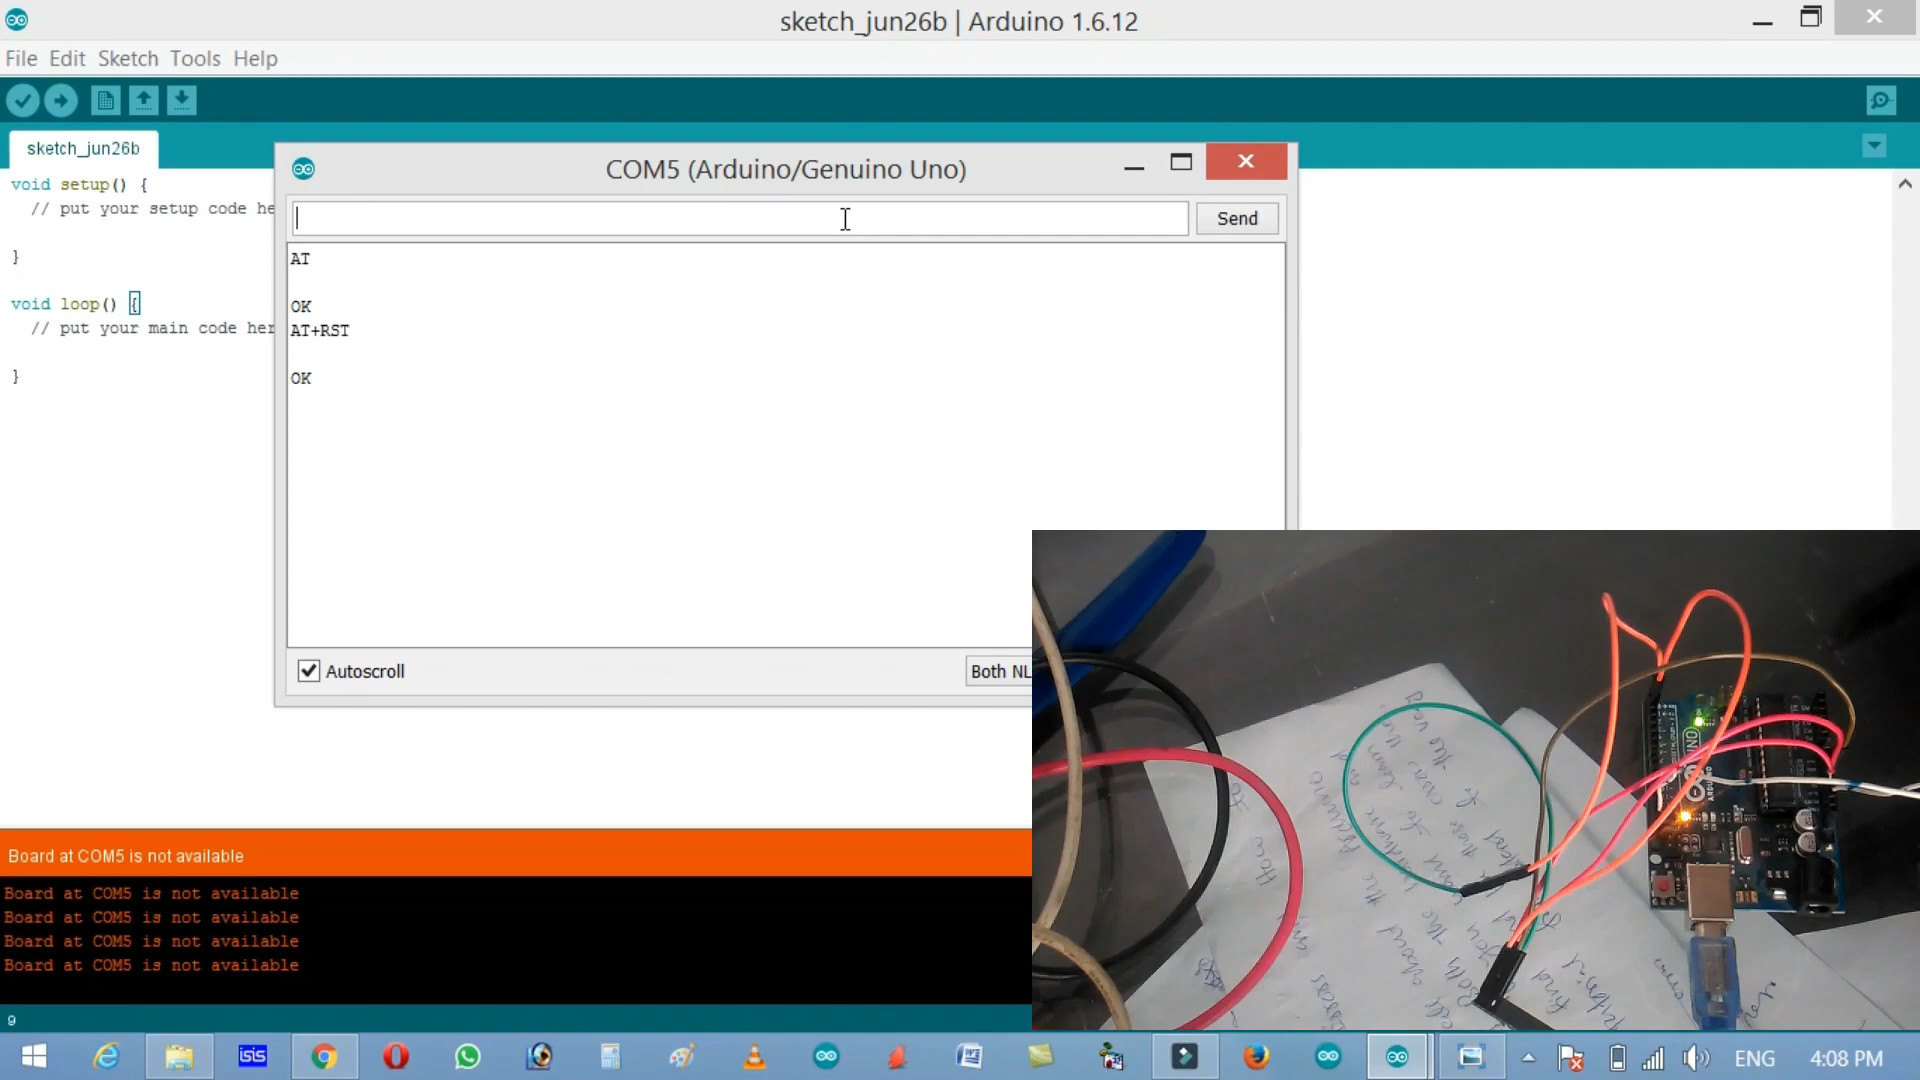 sketch_jun26b | Arduino 1.6.12
File Edit Sketch Tools Help
sketch_jun26b
void setup() {
// put your setup code he
}
void loop() {
// put your main code her
}
COM5 (Arduino/Genuino Uno)
Send
AT
OK
AT+RST
OK
Autoscroll
Both NL
Board at COM5 is not available
Board at COM5 is not available
Board at COM5 is not available
Board at COM5 is not available
Board at COM5 is not available
9
How
ARDUINO
isis
ENG
4:08 PM